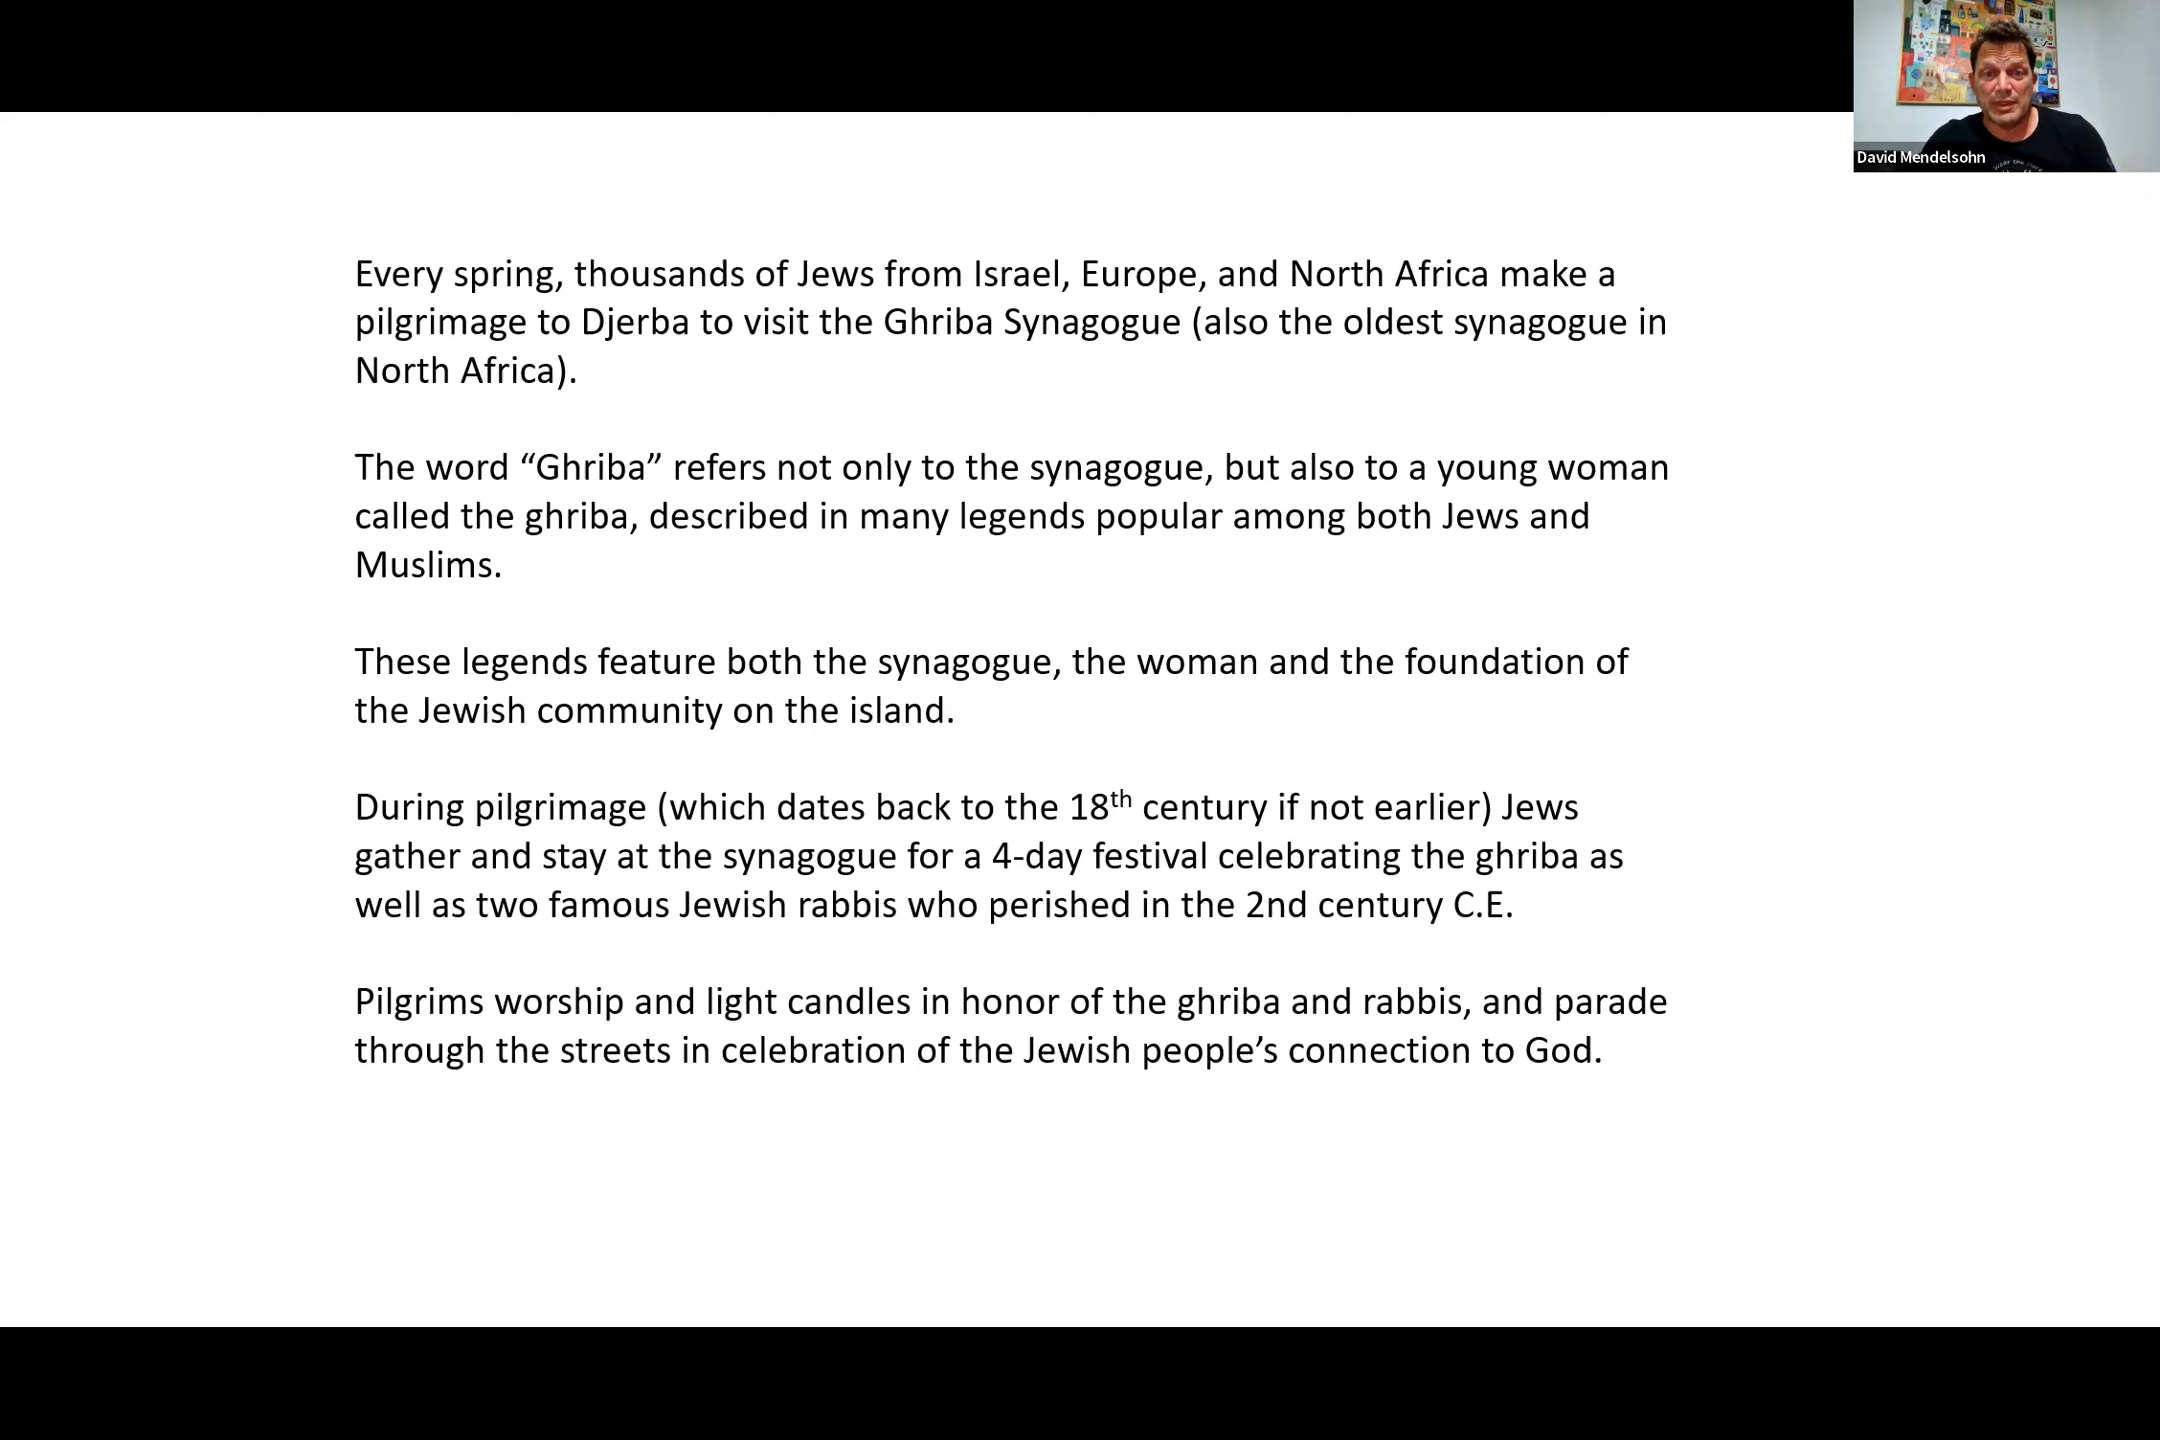 David Mendelsohn
Every spring, thousands of Jews from Israel, Europe, and North Africa make a
pilgrimage to Djerba to visit the Ghriba Synagogue (also the oldest synagogue in
North Africa).
The word “Ghriba” refers not only to the synagogue, but also to a young woman
called the ghriba, described in many legends popular among both Jews and
Muslims.
These legends feature both the synagogue, the woman and the foundation of
the Jewish community on the island.
During pilgrimage (which dates back to the 18th century if not earlier) Jews
gather and stay at the synagogue for a 4-day festival celebrating the ghriba as
well as two famous Jewish rabbis who perished in the 2nd century C.E.
Pilgrims worship and light candles in honor of the ghriba and rabbis, and parade
through the streets in celebration of the Jewish people’s connection to God.